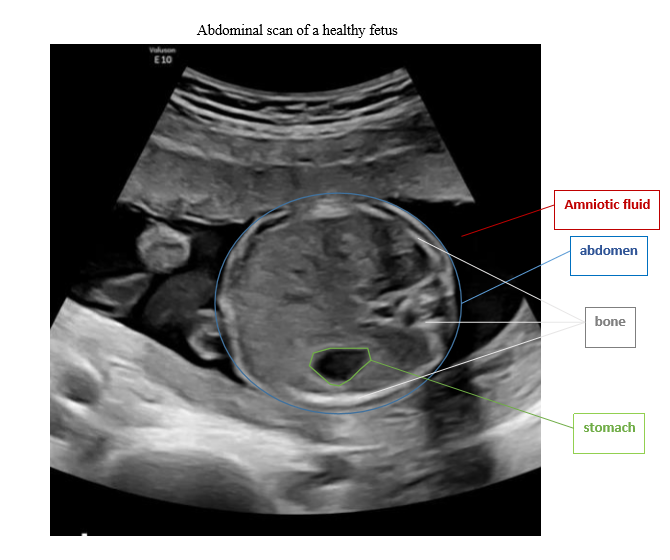 Abdominal scan of a healthy fetus
Voluson
E10
Amniotic fluid
abdomen
bone
stomach